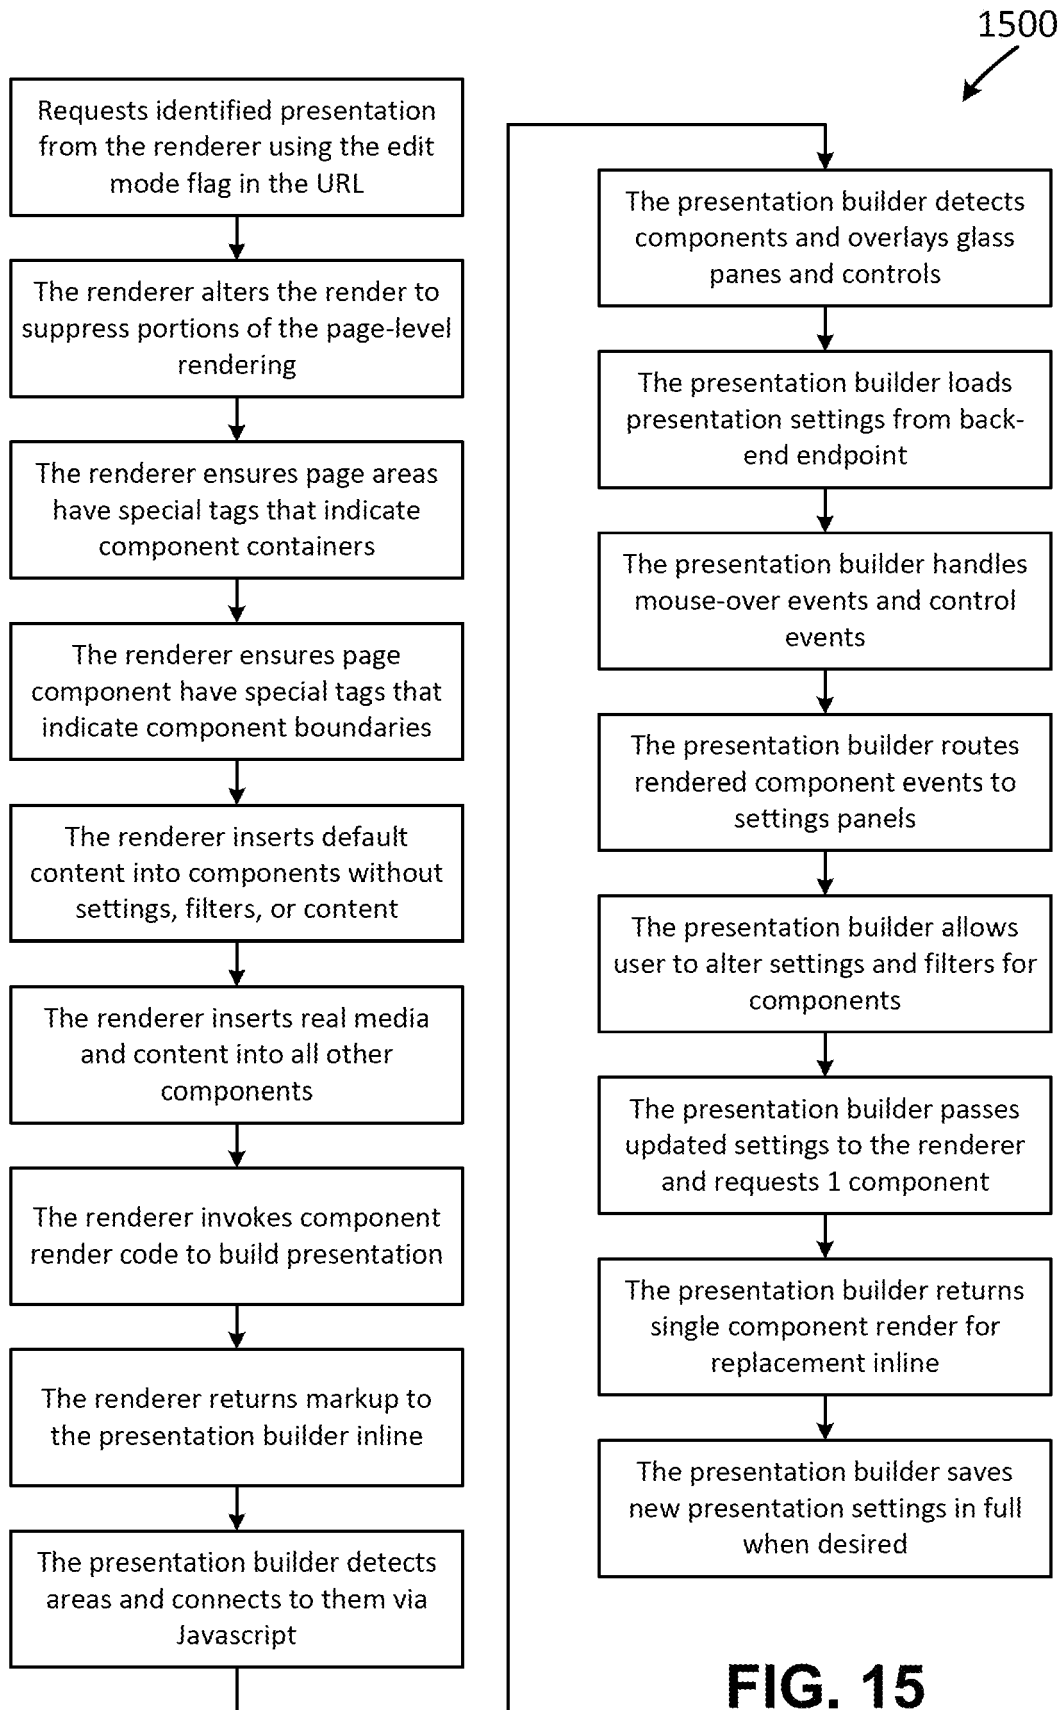 1500
Requests identified presentation
from the renderer using the edit
mode flag in the URL
The renderer alters the render to
suppress portions of the page-level
rendering
The renderer ensures page areas
have special tags that indicate
component containers
The renderer ensures page
component have special tags that
indicate component boundaries
The renderer inserts default
content into components without
settings, filters, or content
The renderer inserts real media
and content into all other
components
The renderer invokes component
render code to build presentation
The renderer returns markup to
the presentation builder inline
The presentation builder detects
areas and connects to them via
Javascript
The presentation builder detects
components and overlays glass
panes and controls
The presentation builder loads
presentation settings from back-
end endpoint
The presentation builder handles
mouse-over events and control
events
The presentation builder routes
rendered component events to
settings panels
The presentation builder allows
user to alter settings and filters for
components
The presentation builder passes
updated settings to the renderer
and requests 1 component
The presentation builder returns
single component render for
replacement inline
The presentation builder saves
new presentation settings in full
when desired
FIG. 15